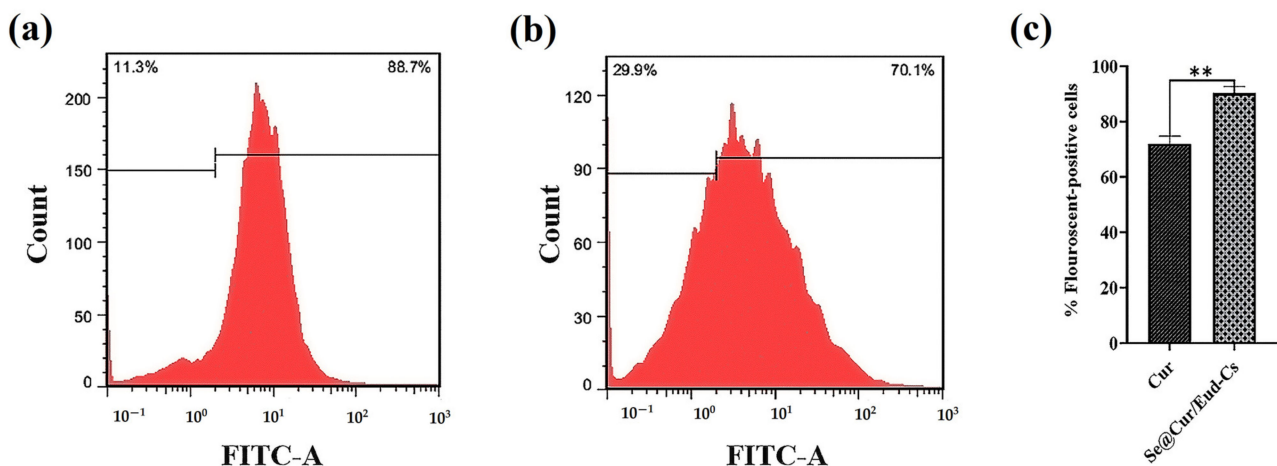 (a)
11.3% 88.7%
200
150
100
50
0
Count
10⁻¹ 10⁰ 10¹ 10² 10³
FITC-A
(b)
29.9% 70.1%
120
90
60
30
0
Count
10⁻¹ 10⁰ 10¹ 10² 10³
FITC-A
(c)
100
80
60
40
20
0
% Flouroscent-positive cells
**
Cur
Se@Cur/Eud-Cs